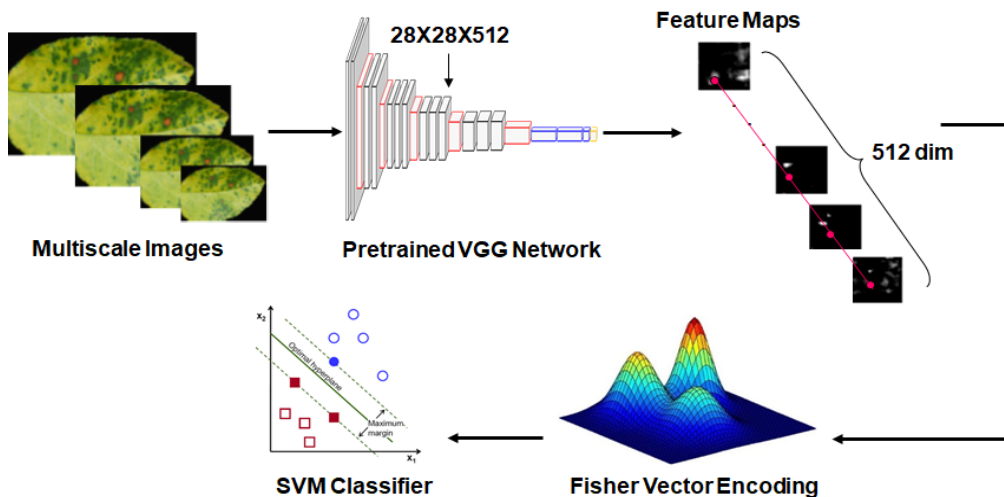 Feature Maps
28X28X512
512 dim
Multiscale Images
Pretrained VGG Network
X2
Optimal hyperplane
Maximum
margin
X1
SVM Classifier
Fisher Vector Encoding